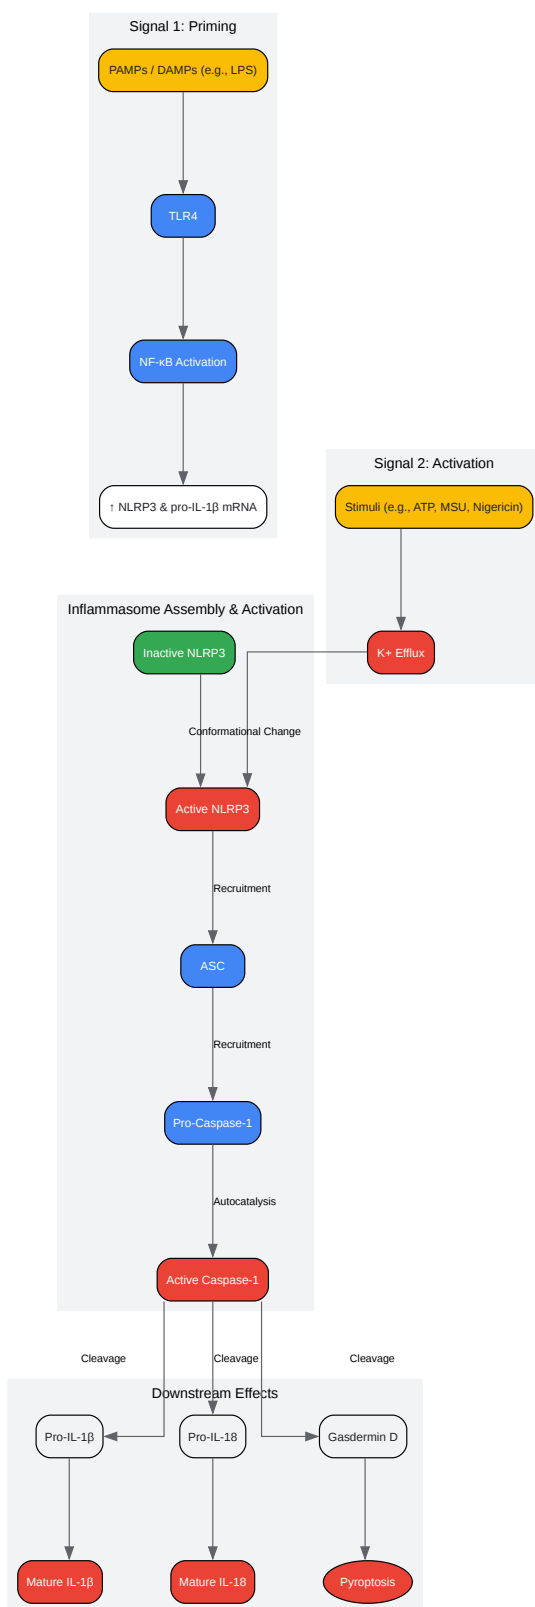 Signal 1: Priming
PAMPs / DAMPs (e.g., LPS)
TLR4
NF-κB Activation
↑ NLRP3 & pro-IL-1β mRNA
Signal 2: Activation
Stimuli (e.g., ATP, MSU, Nigericin)
K+ Efflux
Inflammasome Assembly & Activation
Inactive NLRP3
Conformational Change
Active NLRP3
Recruitment
ASC
Recruitment
Pro-Caspase-1
Autocatalysis
Active Caspase-1
Cleavage
Cleavage
Cleavage
Downstream Effects
Pro-IL-1β
Pro-IL-18
Gasdermin D
Mature IL-1β
Mature IL-18
Pyroptosis